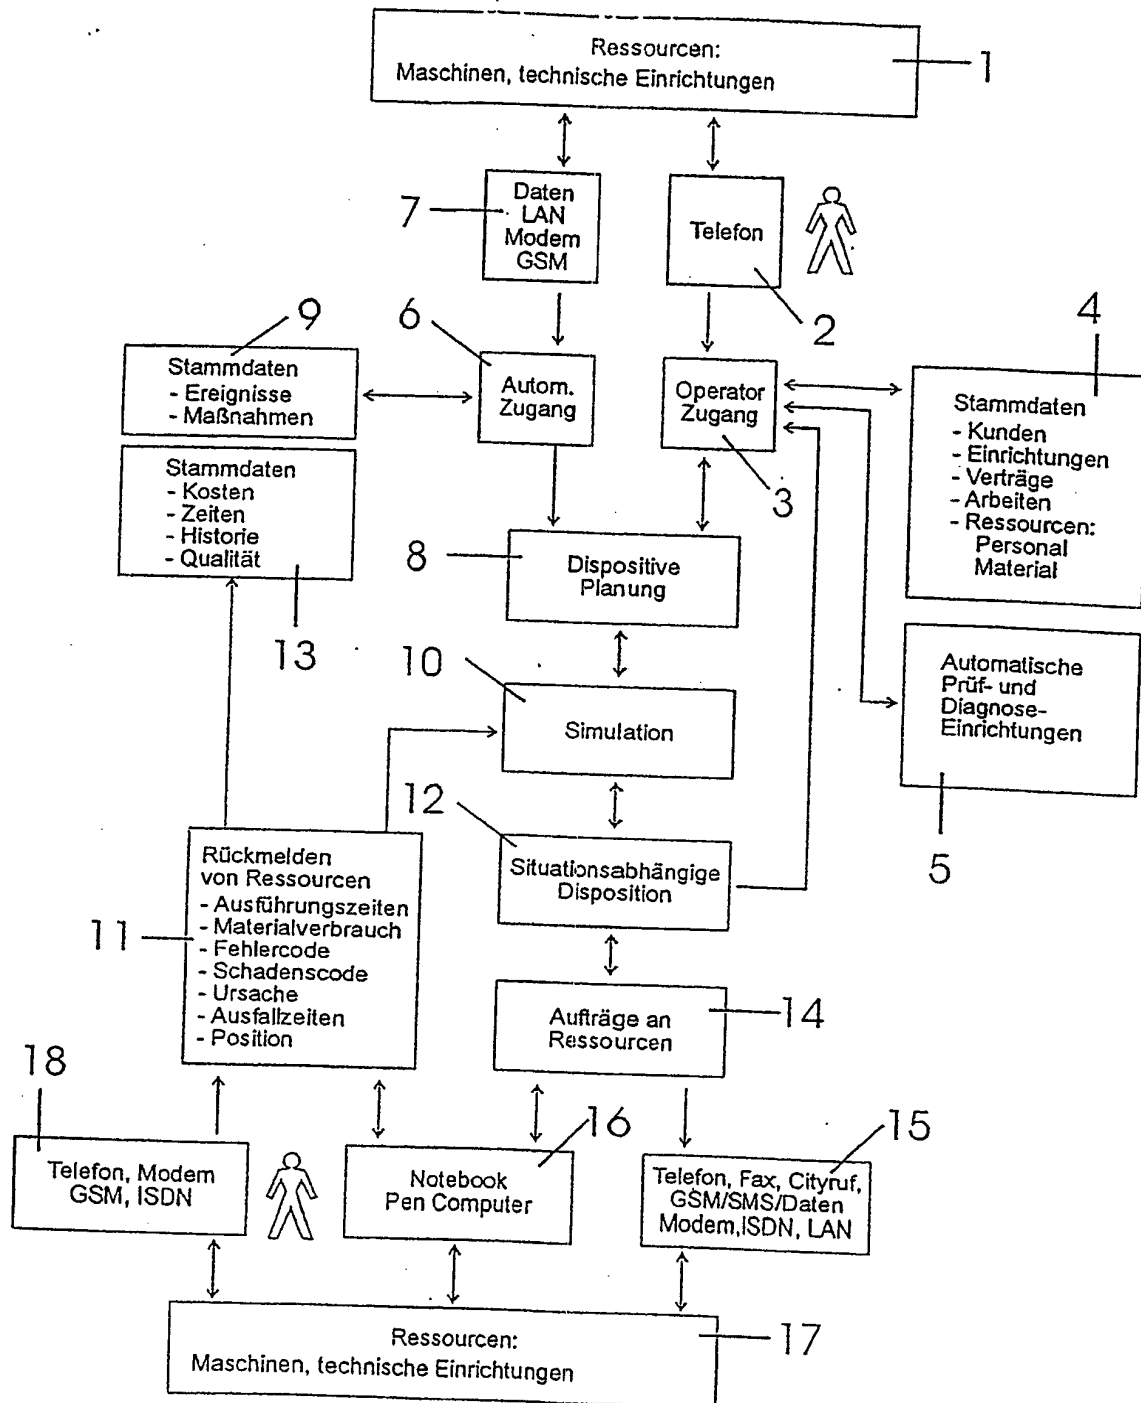 Ressourcen:
Maschinen, technische Einrichtungen
1
Daten
LAN
Modem
GSM
7
Telefon
2
9
6
4
Stammdaten
- Ereignisse
- Maßnahmen
Autom.
Zugang
Operator
Zugang
3
Stammdaten
- Kunden
- Einrichtungen
- Verträge
- Arbeiten
- Ressourcen:
Personal
Material
Stammdaten
- Kosten
- Zeiten
- Historie
- Qualität
13
8
Dispositive
Planung
10
Simulation
Automatische
Prüf- und
Diagnose-
Einrichtungen
5
12
Situationsabhängige
Disposition
Rückmelden
von Ressourcen
- Ausführungszeiten
- Materialverbrauch
- Fehlercode
- Schadenscode
- Ursache
- Ausfallzeiten
- Position
11
Aufträge an
Ressourcen
14
18
Telefon, Modem
GSM, ISDN
16
Notebook
Pen Computer
15
Telefon, Fax, Cityruf,
GSM/SMS/Daten
Modem,ISDN, LAN
Ressourcen:
Maschinen, technische Einrichtungen
17